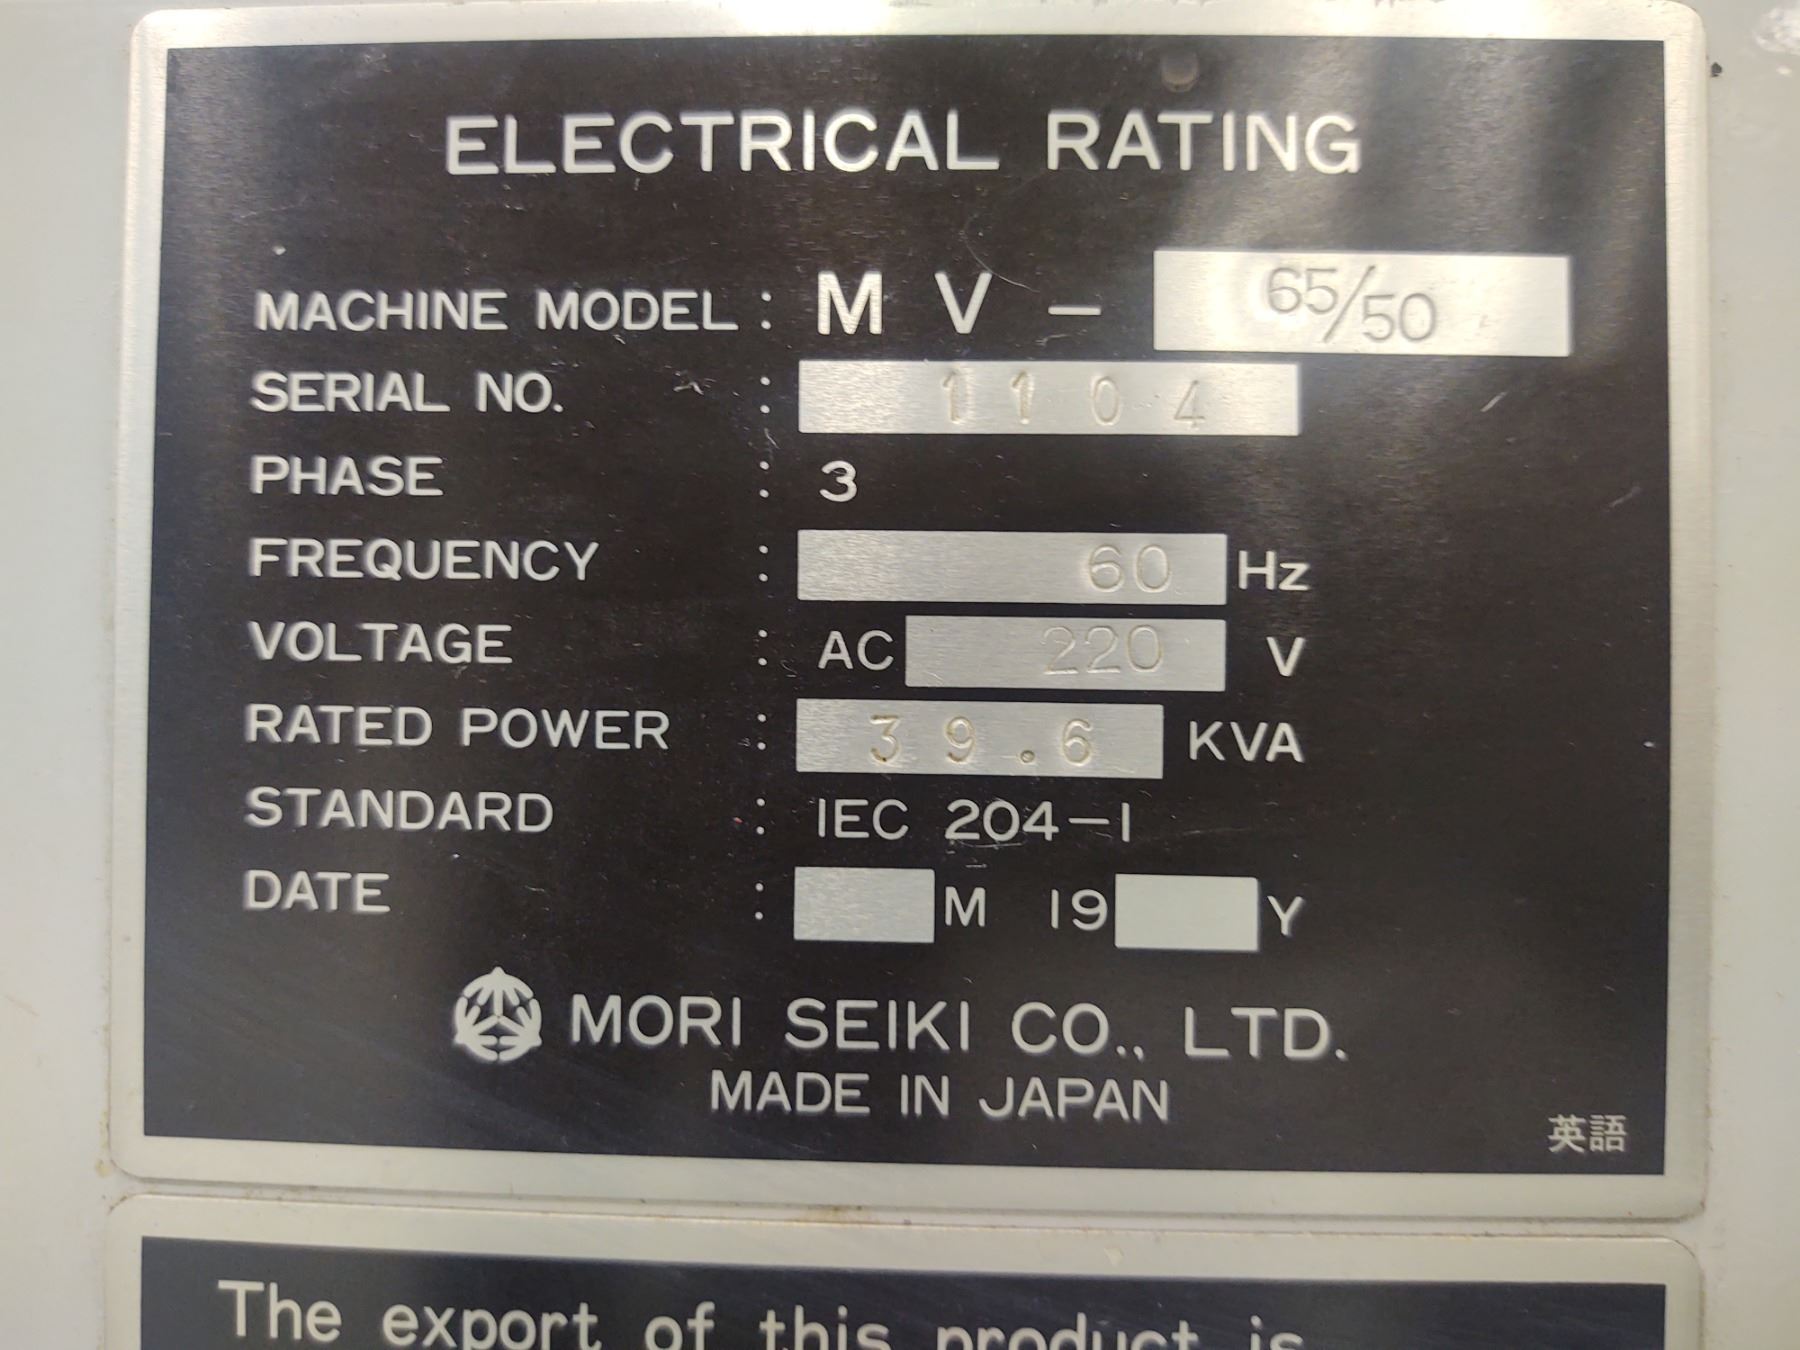 ELECTRICAL RATING
MACHINE MODEL : MV - 65/50
SERIAL NO. : 1104
PHASE : 3
FREQUENCY : 60 Hz
VOLTAGE : AC 220 V
RATED POWER : 39.6 KVA
STANDARD : IEC 204-1
DATE : M 19 Y
MORI SEIKI CO., LTD.
MADE IN JAPAN
英語
The export of this product is